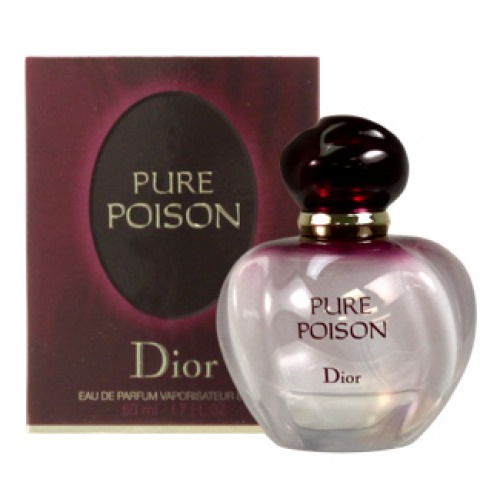 PURE
POISON
Dior
EAU DE PARFUM VAPORISATEUR
50 ml - 1.7 FL. OZ
PURE
POISON
Dior